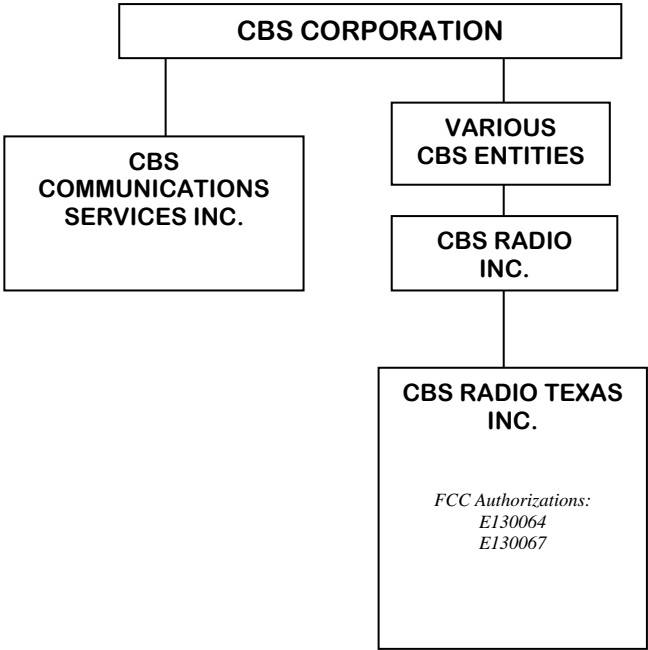 CBS CORPORATION
CBS
COMMUNICATIONS
SERVICES INC.
VARIOUS
CBS ENTITIES
CBS RADIO
INC.
CBS RADIO TEXAS
INC.
FCC Authorizations:
E130064
E130067